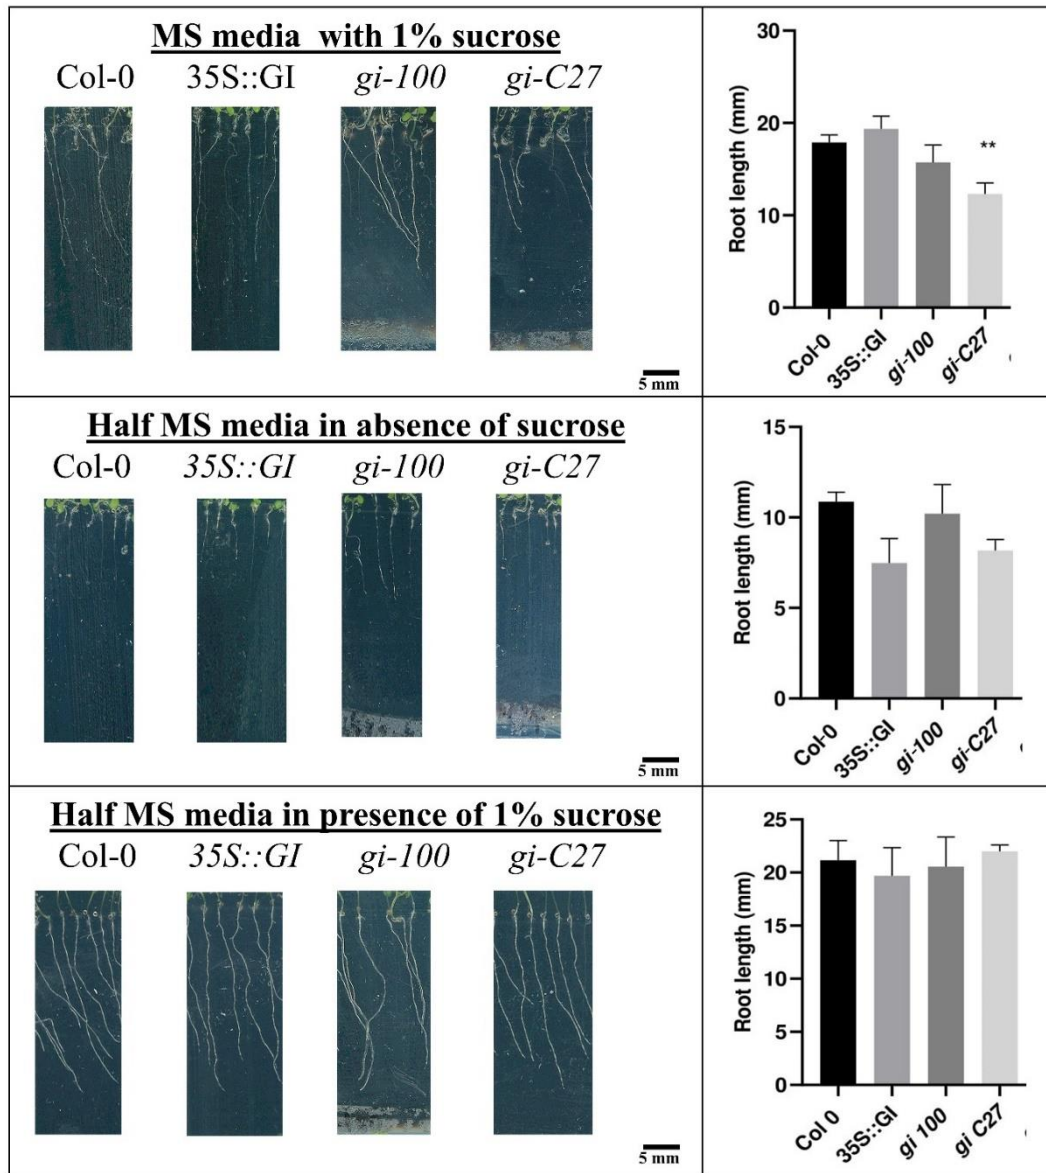 MS media with 1% sucrose
Col-0 35S::GI gi-100 gi-C27
5 mm
Root length (mm)
30
20
10
0
**
Col-0 35S::GI gi-100 gi-C27
Half MS media in absence of sucrose
Col-0 35S::GI gi-100 gi-C27
5 mm
Root length (mm)
15
10
5
0
Col-0 35S::GI gi-100 gi-C27
Half MS media in presence of 1% sucrose
Col-0 35S::GI gi-100 gi-C27
5 mm
Root length (mm)
25
20
15
10
5
0
Col 0 35S::GI gi 100 gi C27